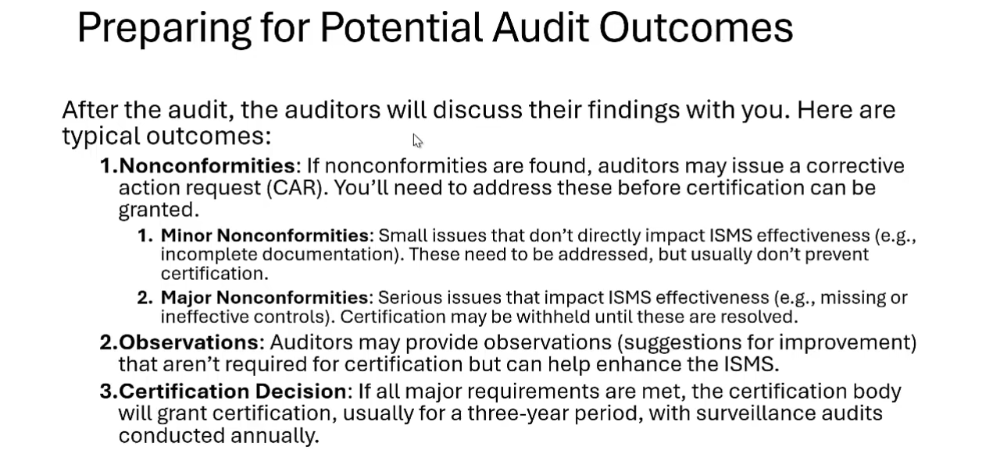 Preparing for Potential Audit Outcomes
After the audit, the auditors will discuss their findings with you. Here are
typical outcomes:
1.Nonconformities: If nonconformities are found, auditors may issue a corrective
action request (CAR). You’ll need to address these before certification can be
granted.
1. Minor Nonconformities: Small issues that don’t directly impact ISMS effectiveness (e.g.,
incomplete documentation). These need to be addressed, but usually don’t prevent
certification.
2. Major Nonconformities: Serious issues that impact ISMS effectiveness (e.g., missing or
ineffective controls). Certification may be withheld until these are resolved.
2.Observations: Auditors may provide observations (suggestions for improvement)
that aren’t required for certification but can help enhance the ISMS.
3.Certification Decision: If all major requirements are met, the certification body
will grant certification, usually for a three-year period, with surveillance audits
conducted annually.